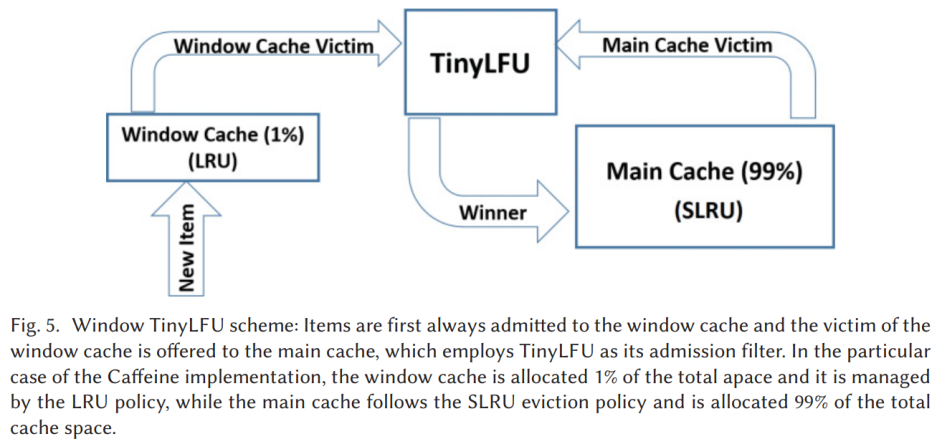 Window Cache Victim
TinyLFU
Main Cache Victim
Window Cache (1%)
(LRU)
Main Cache (99%)
(SLRU)
Winner
New Item
Fig. 5. Window TinyLFU scheme: Items are first always admitted to the window cache and the victim of the
window cache is offered to the main cache, which employs TinyLFU as its admission filter. In the particular
case of the Caffeine implementation, the window cache is allocated 1% of the total apace and it is managed
by the LRU policy, while the main cache follows the SLRU eviction policy and is allocated 99% of the total
cache space.